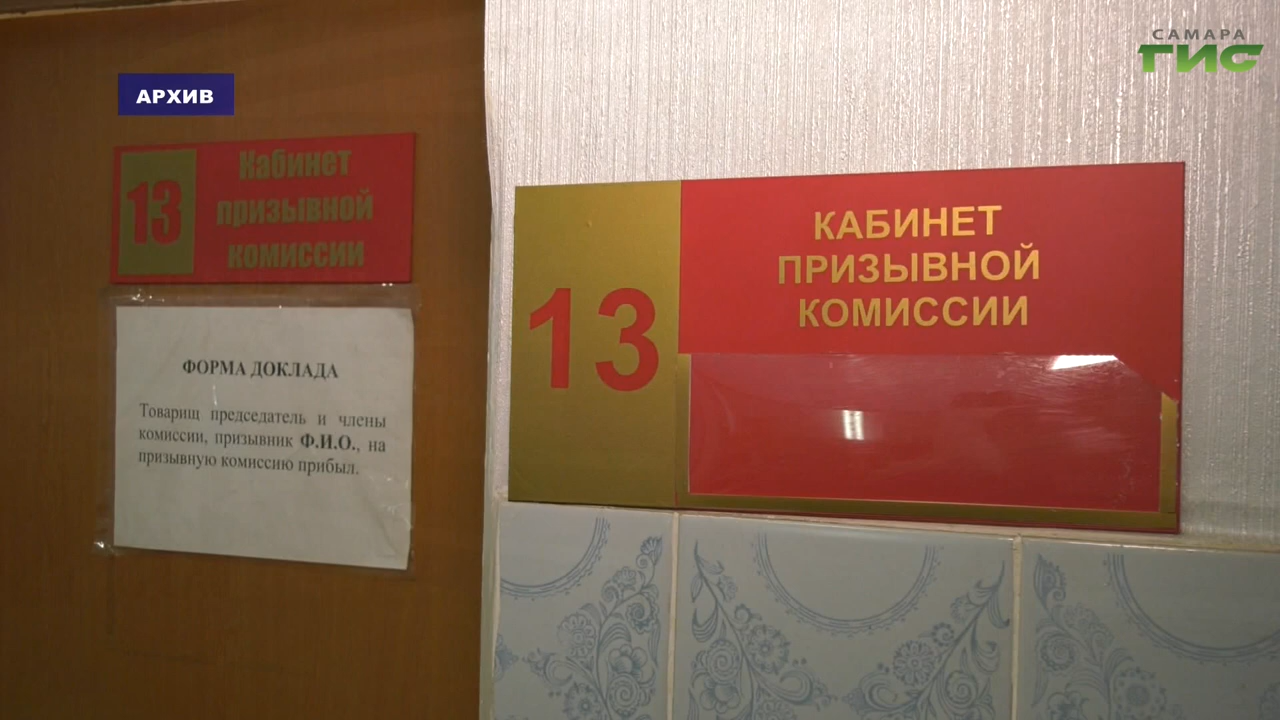 САМАРА
ГИС
АРХИВ
13
Кабинет
призывной
комиссии
ФОРМА ДОКЛАДА
Товарищ председатель и члены
комиссии, призывник Ф.И.О., на
призывную комиссию прибыл.
13
КАБИНЕТ
ПРИЗЫВНОЙ
КОМИССИИ